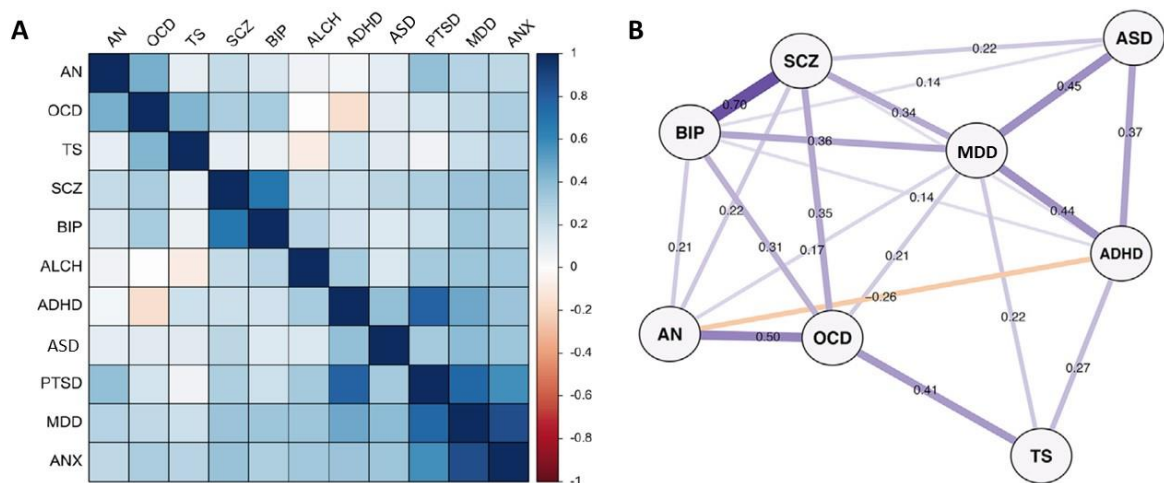 A
AN OCD TS SCZ BIP ALCH ADHD ASD PTSD MDD ANX
AN
OCD
TS
SCZ
BIP
ALCH
ADHD
ASD
PTSD
MDD
ANX
1
0.8
0.6
0.4
0.2
0
-0.2
-0.4
-0.6
-0.8
-1
B
SCZ
ASD
BIP
MDD
ADHD
AN
OCD
TS
0.22
0.14
0.70
0.34
0.45
0.36
0.37
0.14
0.22
0.35
0.44
0.21
0.31
0.17
0.21
−0.26
0.50
0.22
0.27
0.41